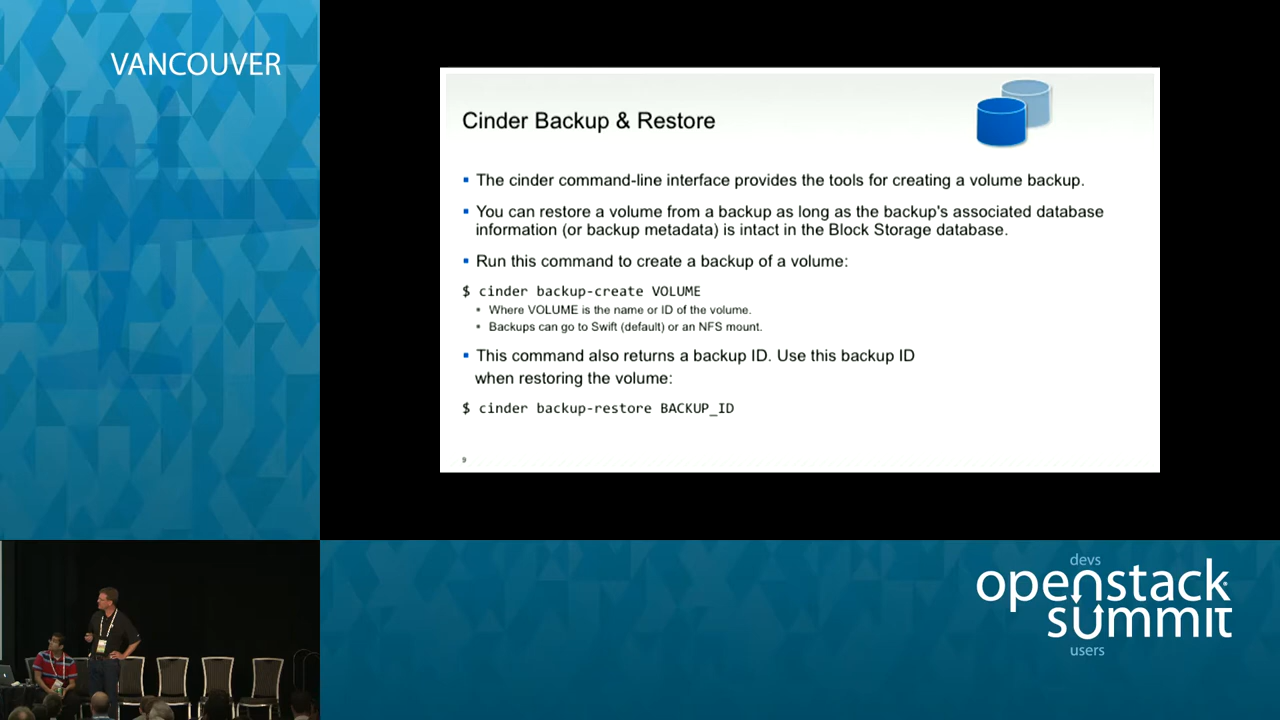 VANCOUVER
Cinder Backup & Restore
▪ The cinder command-line interface provides the tools for creating a volume backup.
▪ You can restore a volume from a backup as long as the backup's associated database
information (or backup metadata) is intact in the Block Storage database.
▪ Run this command to create a backup of a volume:
$ cinder backup-create VOLUME
• Where VOLUME is the name or ID of the volume.
• Backups can go to Swift (default) or an NFS mount.
▪ This command also returns a backup ID. Use this backup ID
when restoring the volume:
$ cinder backup-restore BACKUP_ID
9
devs
openstack
summit
users